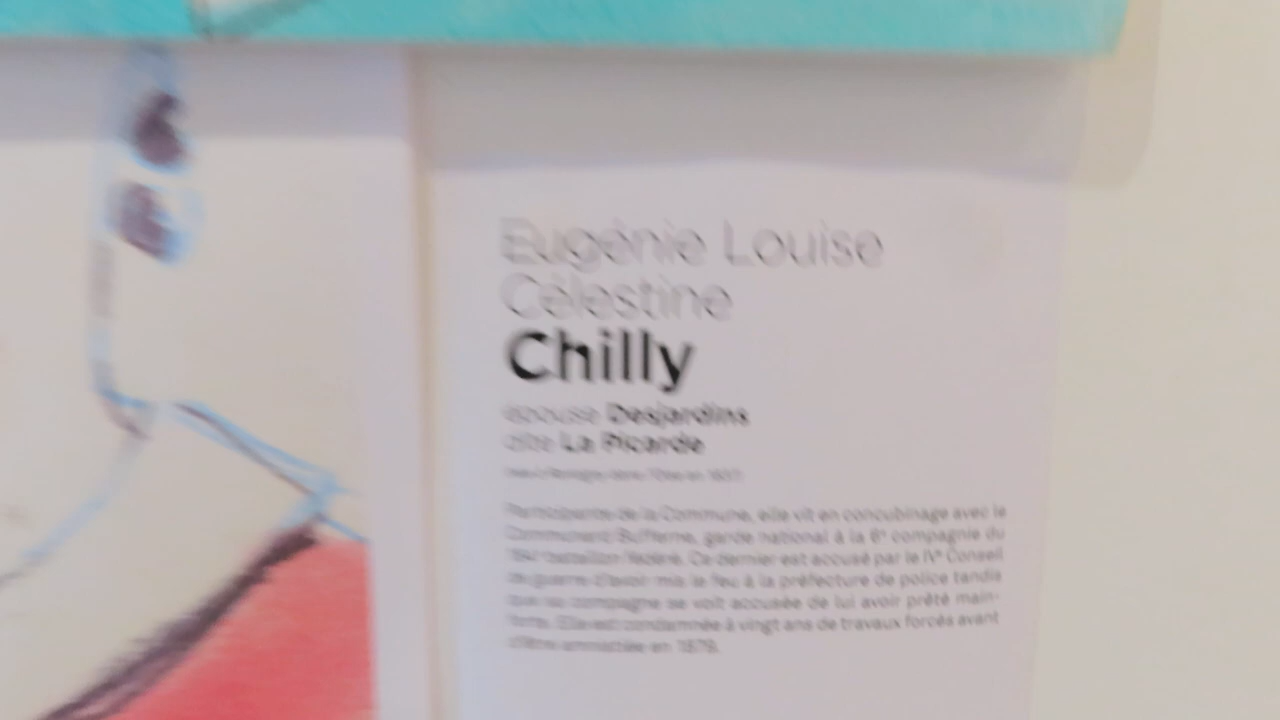 Eugénie Louise
Célestine
Chilly
épouse Desjardins
dite La Picarde
Participante de la Commune, elle vit en concubinage avec le
Communard Bufferne, garde national à la 6ᵉ compagnie du
bataillon fédéré. Ce dernier est accusé par le IVᵉ Conseil
de guerre d'avoir mis le feu à la préfecture de police tandis
que sa compagne se voit accusée de lui avoir prêté main-
forte. Elle est condamnée à vingt ans de travaux forcés avant
d'être amnistiée en 1879.